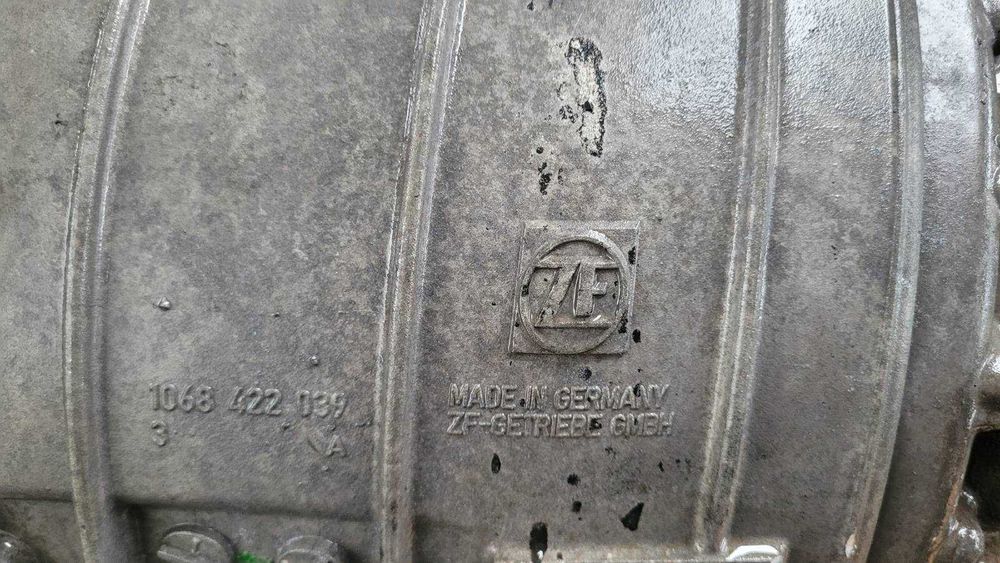 ZF
1068 422 039
3 A
MADE IN GERMANY
ZF-GETRIEBE GMBH